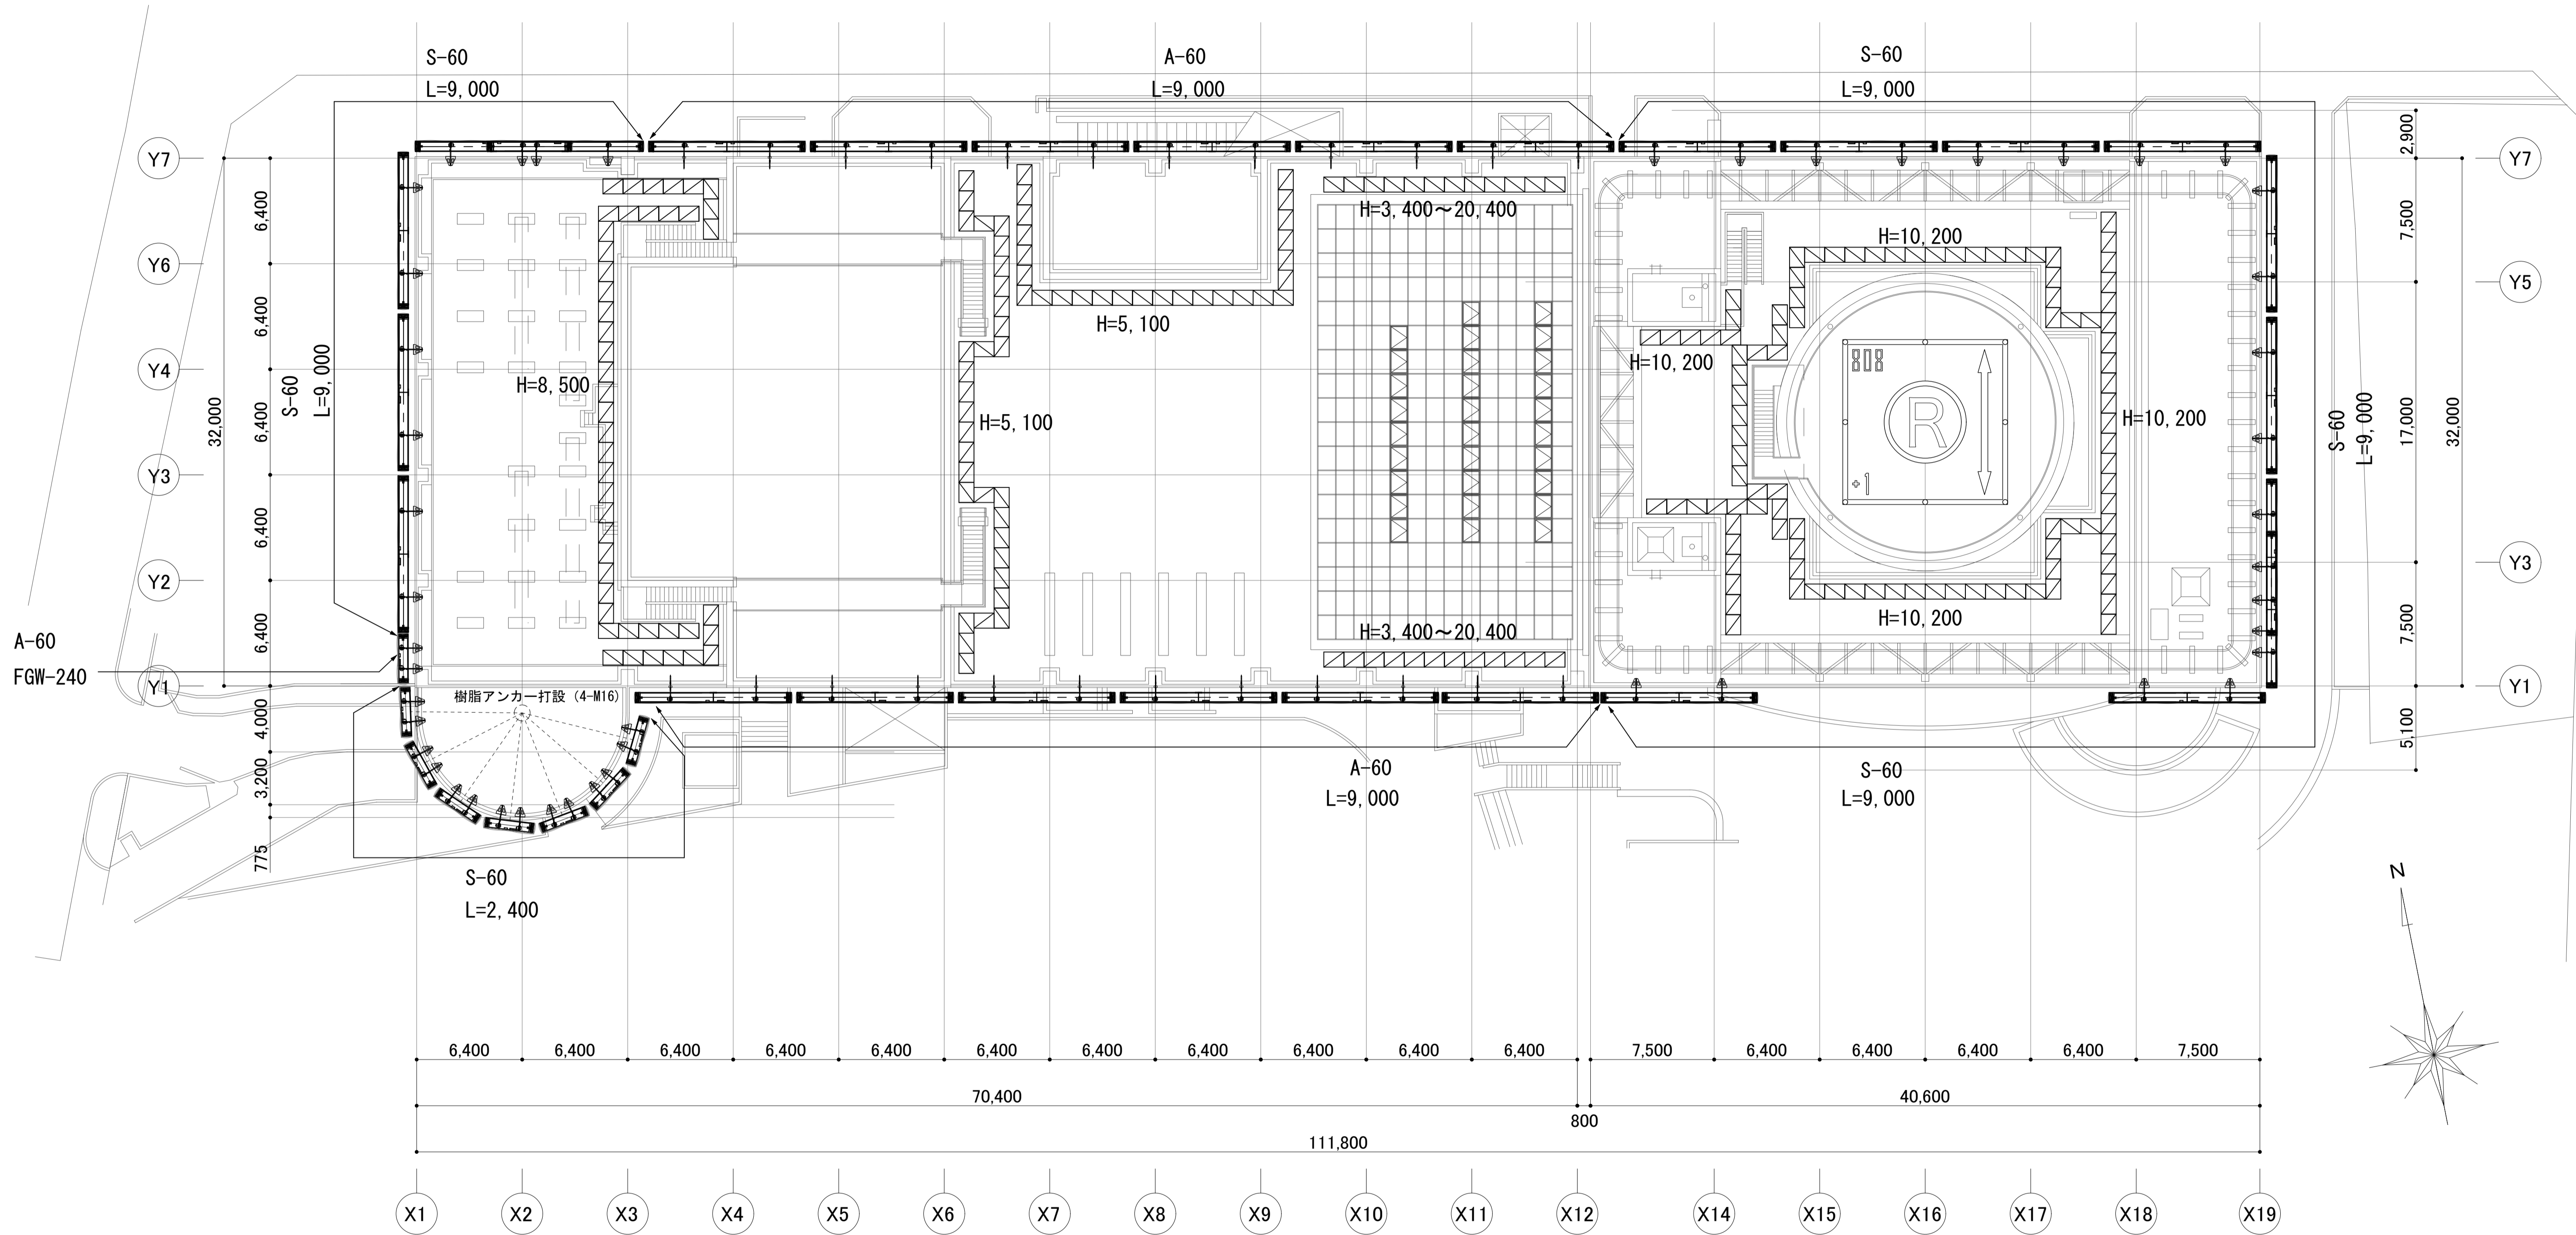 S-60
A-60
S-60
L=9,000
L=9,000
L=9,000
Y7
Y7
2,900
6,400
H=3,400〜20,400
7,500
Y6
H=10,200
Y5
6,400
H=5,100
Y4
H=10,200
S-60
L=9,000
H=8,500
808
R
+1
32,000
6,400
H=5,100
H=10,200
S-60
L=9,000
17,000
32,000
Y3
6,400
Y2
Y3
6,400
H=3,400〜20,400
H=10,200
7,500
A-60
FGW-240
Y1
樹脂アンカー打設 (4-M16)
Y1
4,000
5,100
3,200
A-60
L=9,000
S-60
L=9,000
775
S-60
L=2,400
N
6,400
6,400
6,400
6,400
6,400
6,400
6,400
6,400
6,400
6,400
6,400
7,500
6,400
6,400
6,400
6,400
7,500
70,400
40,600
800
111,800
X1
X2
X3
X4
X5
X6
X7
X8
X9
X10
X11
X12
X14
X15
X16
X17
X18
X19